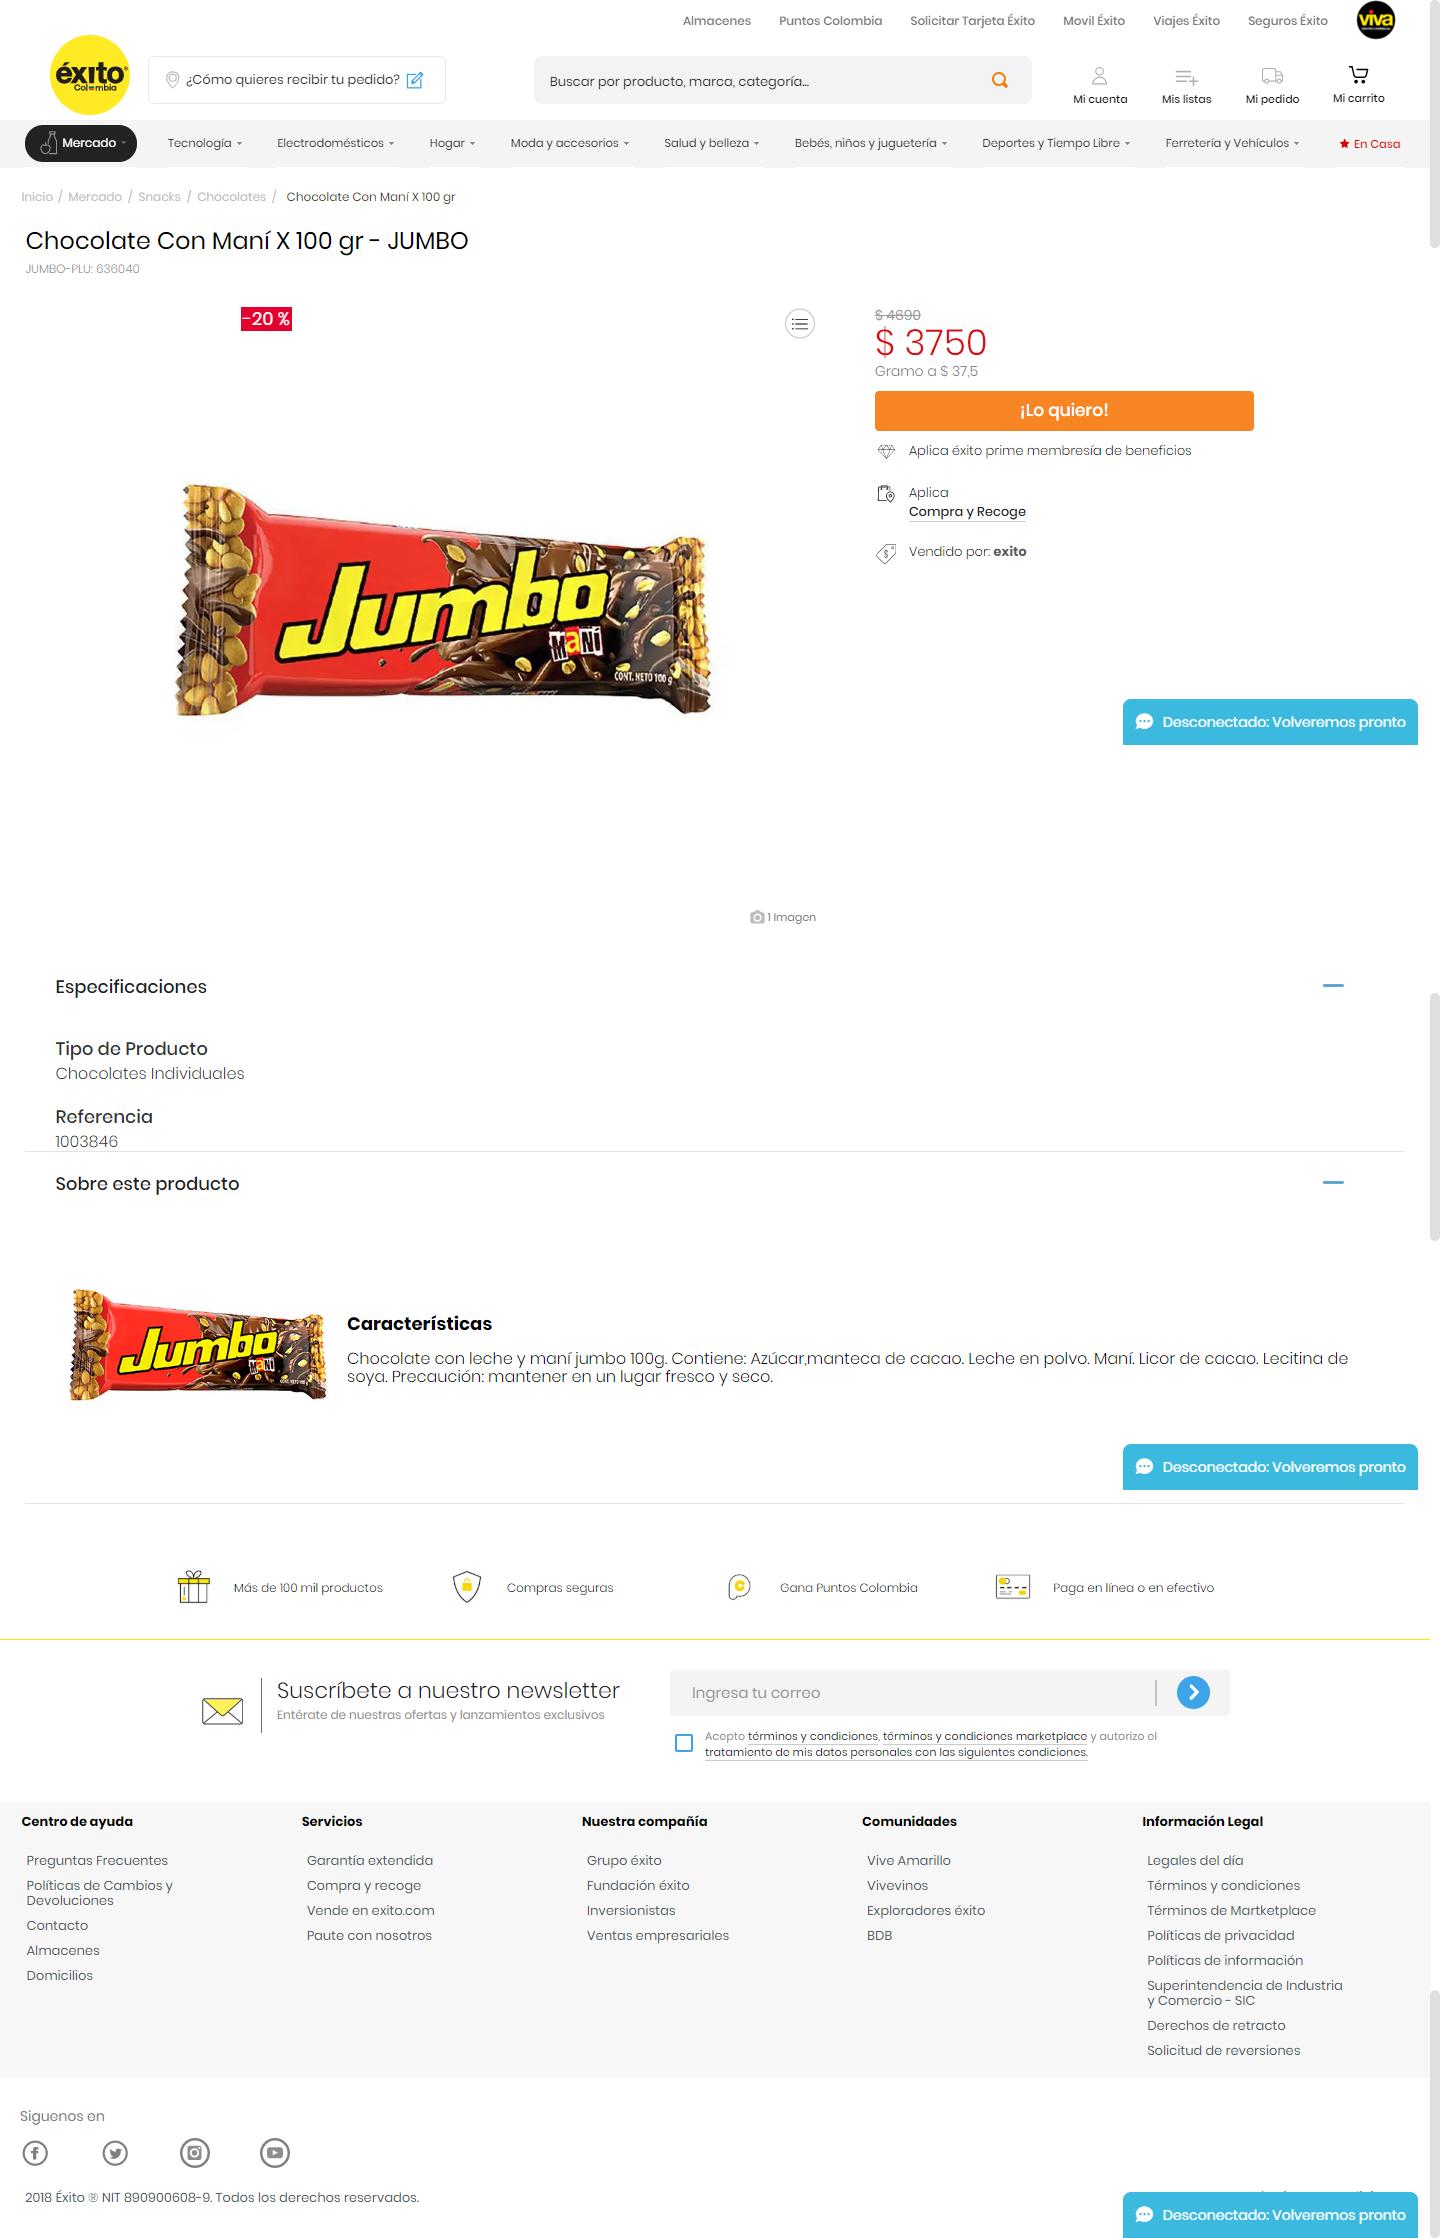 Almacenes Puntos Colombia Solicitar Tarjeta Éxito Movil Éxito Viajes Éxito Seguros Éxito viva
éxito
Colombia
¿Cómo quieres recibir tu pedido?
Buscar por producto, marca, categoría...
Mi cuenta Mis listas Mi pedido Mi carrito
Mercado Tecnología Electrodomésticos Hogar Moda y accesorios Salud y belleza Bebés, niños y juguetería Deportes y Tiempo Libre Ferretería y Vehículos En Casa
Inicio / Mercado / Snacks / Chocolates / Chocolate Con Maní X 100 gr
Chocolate Con Maní X 100 gr - JUMBO
JUMBO-PLU: 636040
-20 %
Jumbo
maní
CONT. NETO 100 g
$ 4690
$ 3750
Gramo a $ 37,5
¡Lo quiero!
Aplica éxito prime membresía de beneficios
Aplica
Compra y Recoge
Vendido por: exito
Desconectado: Volveremos pronto
1 Imagen
Especificaciones
Tipo de Producto
Chocolates Individuales
Referencia
1003846
Sobre este producto
Jumbo
maní
Características
Chocolate con leche y maní jumbo 100g. Contiene: Azúcar,manteca de cacao. Leche en polvo. Maní. Licor de cacao. Lecitina de
soya. Precaución: mantener en un lugar fresco y seco.
Desconectado: Volveremos pronto
Más de 100 mil productos Compras seguras Gana Puntos Colombia Paga en línea o en efectivo
Suscríbete a nuestro newsletter
Entérate de nuestras ofertas y lanzamientos exclusivos
Ingresa tu correo
Acepto términos y condiciones, términos y condiciones marketplace y autorizo el
tratamiento de mis datos personales con las siguientes condiciones.
Centro de ayuda
Preguntas Frecuentes
Políticas de Cambios y
Devoluciones
Contacto
Almacenes
Domicilios
Servicios
Garantía extendida
Compra y recoge
Vende en exito.com
Paute con nosotros
Nuestra compañía
Grupo éxito
Fundación éxito
Inversionistas
Ventas empresariales
Comunidades
Vive Amarillo
Vivevinos
Exploradores éxito
BDB
Información Legal
Legales del día
Términos y condiciones
Términos de Martketplace
Políticas de privacidad
Políticas de información
Superintendencia de Industria
y Comercio - SIC
Derechos de retracto
Solicitud de reversiones
Siguenos en
2018 Éxito ® NIT 890900608-9. Todos los derechos reservados.
Desconectado: Volveremos pronto